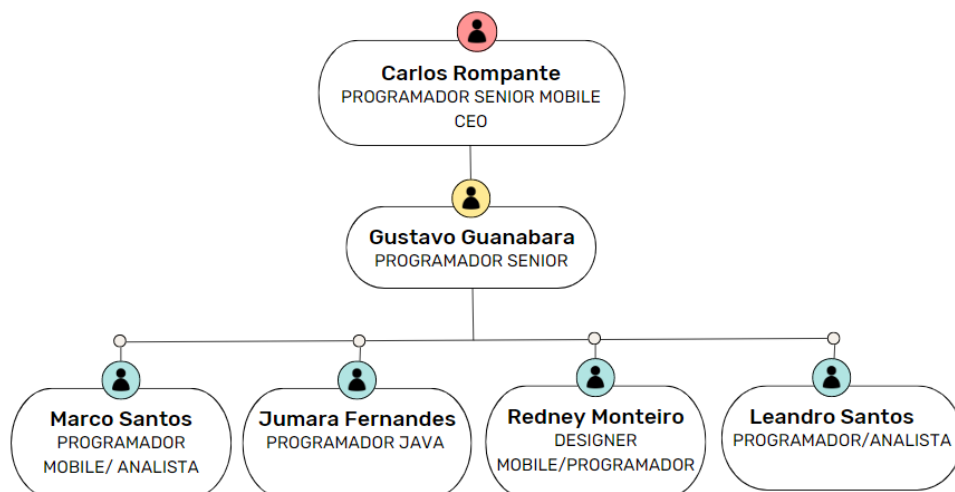 Carlos Rompante
PROGRAMADOR SENIOR MOBILE
CEO
Gustavo Guanabara
PROGRAMADOR SENIOR
Marco Santos
PROGRAMADOR
MOBILE/ ANALISTA
Jumara Fernandes
PROGRAMADOR JAVA
Redney Monteiro
DESIGNER
MOBILE/PROGRAMADOR
Leandro Santos
PROGRAMADOR/ANALISTA